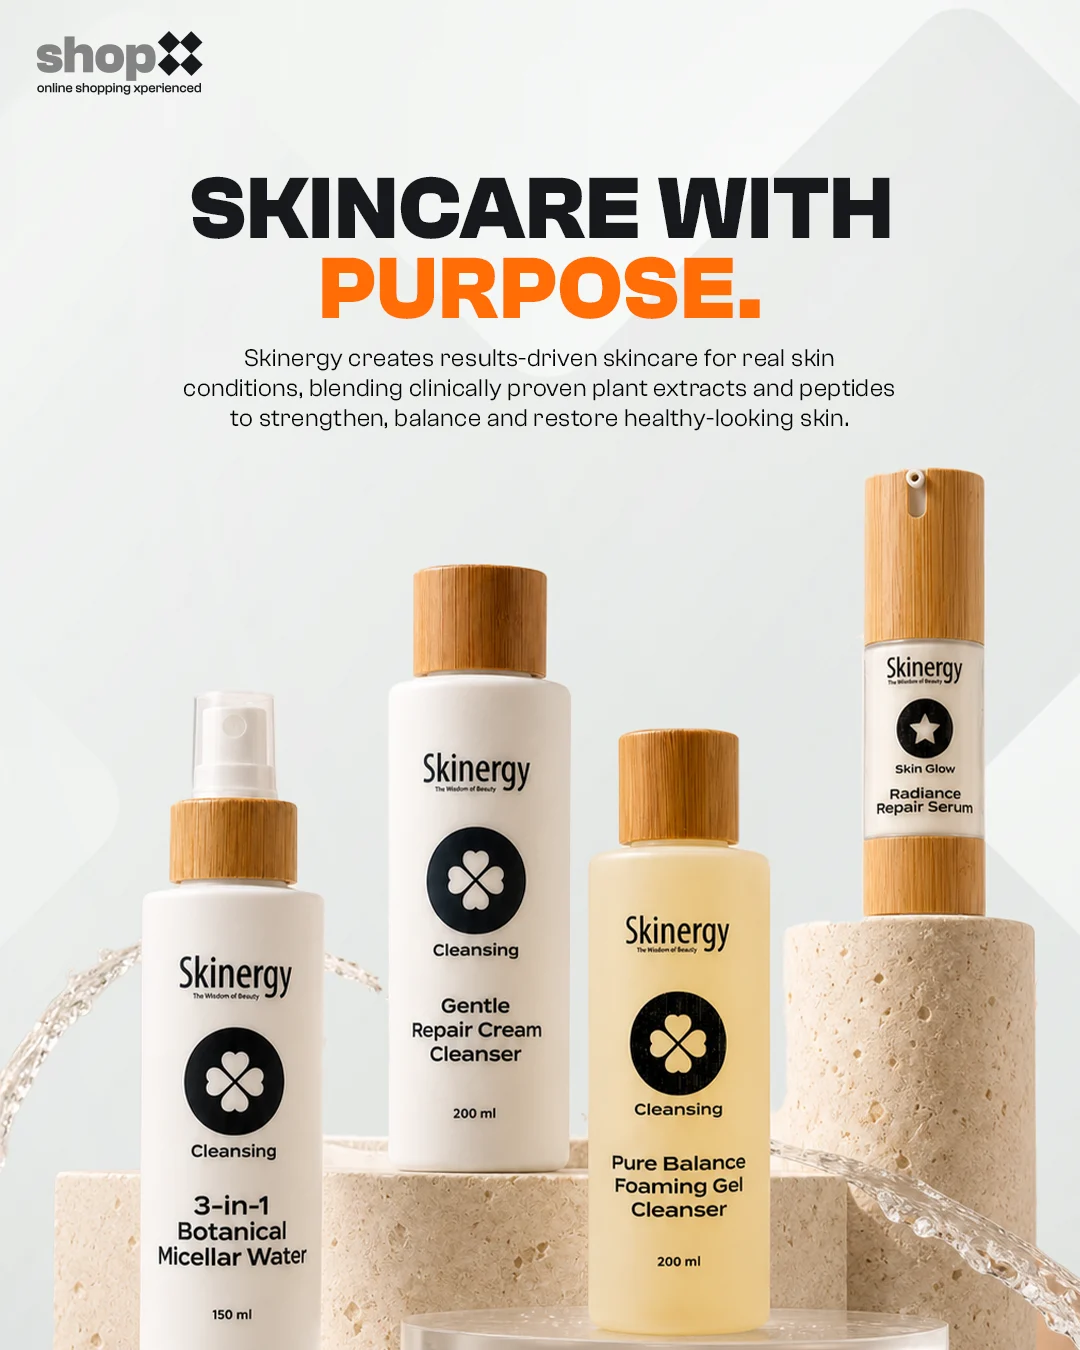 shop
online shopping xperienced
SKINCARE WITH
PURPOSE.
Skinergy creates results-driven skincare for real skin
conditions, blending clinically proven plant extracts and peptides
to strengthen, balance and restore healthy-looking skin.
Skinergy
The Wisdom of Beauty
Cleansing
3-in-1
Botanical
Micellar Water
150 ml
Skinergy
The Wisdom of Beauty
Cleansing
Gentle
Repair Cream
Cleanser
200 ml
Skinergy
The Wisdom of Beauty
Cleansing
Pure Balance
Foaming Gel
Cleanser
200 ml
Skinergy
The Wisdom of Beauty
Skin Glow
Radiance
Repair Serum